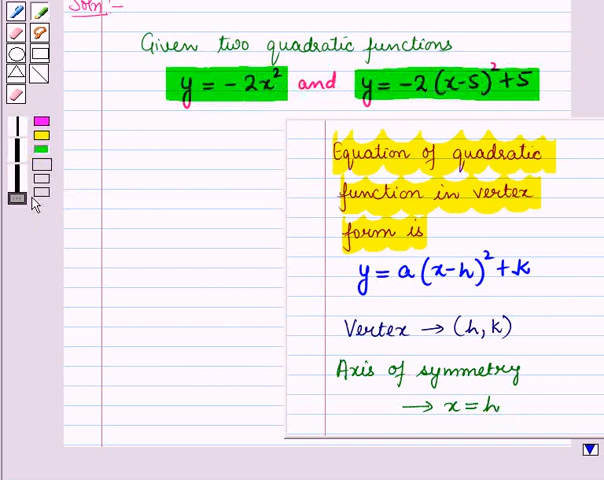 Soln:-
Given two quadratic functions
y = -2x² and y = -2(x-5)²+5
Equation of quadratic
function in vertex
form is
y = a(x-h)²+k
Vertex → (h, k)
Axis of symmetry
→ x = h